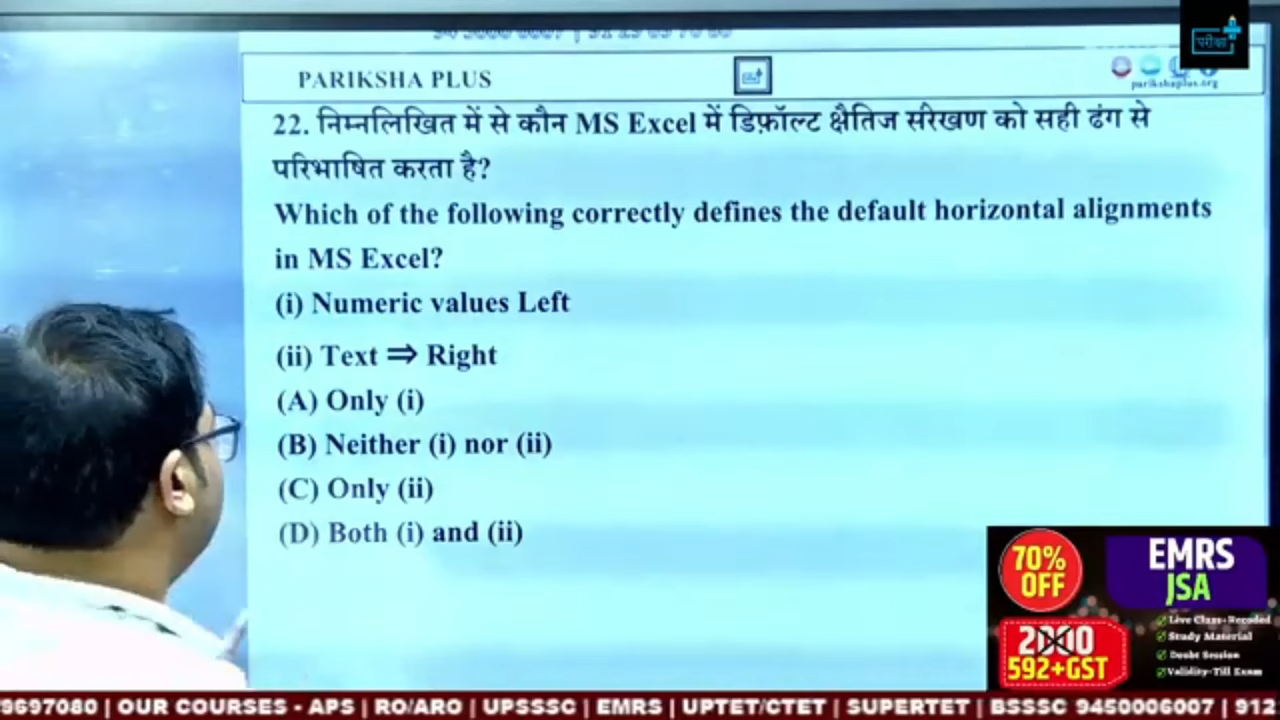 परीक्षा
PARIKSHA PLUS
parikshaplus.org
22. निम्नलिखित में से कौन MS Excel में डिफ़ॉल्ट क्षैतिज संरेखण को सही ढंग से
परिभाषित करता है?
Which of the following correctly defines the default horizontal alignments
in MS Excel?
(i) Numeric values Left
(ii) Text ⇒ Right
(A) Only (i)
(B) Neither (i) nor (ii)
(C) Only (ii)
(D) Both (i) and (ii)
70%
OFF
EMRS
JSA
2000
592+GST
Live Class+Recoded
Study Material
Doubt Session
Validity-Till Exam
9697080 | OUR COURSES - APS | RO/ARO | UPSSSC | EMRS | UPTET/CTET | SUPERTET | BSSSC 9450006007 | 912